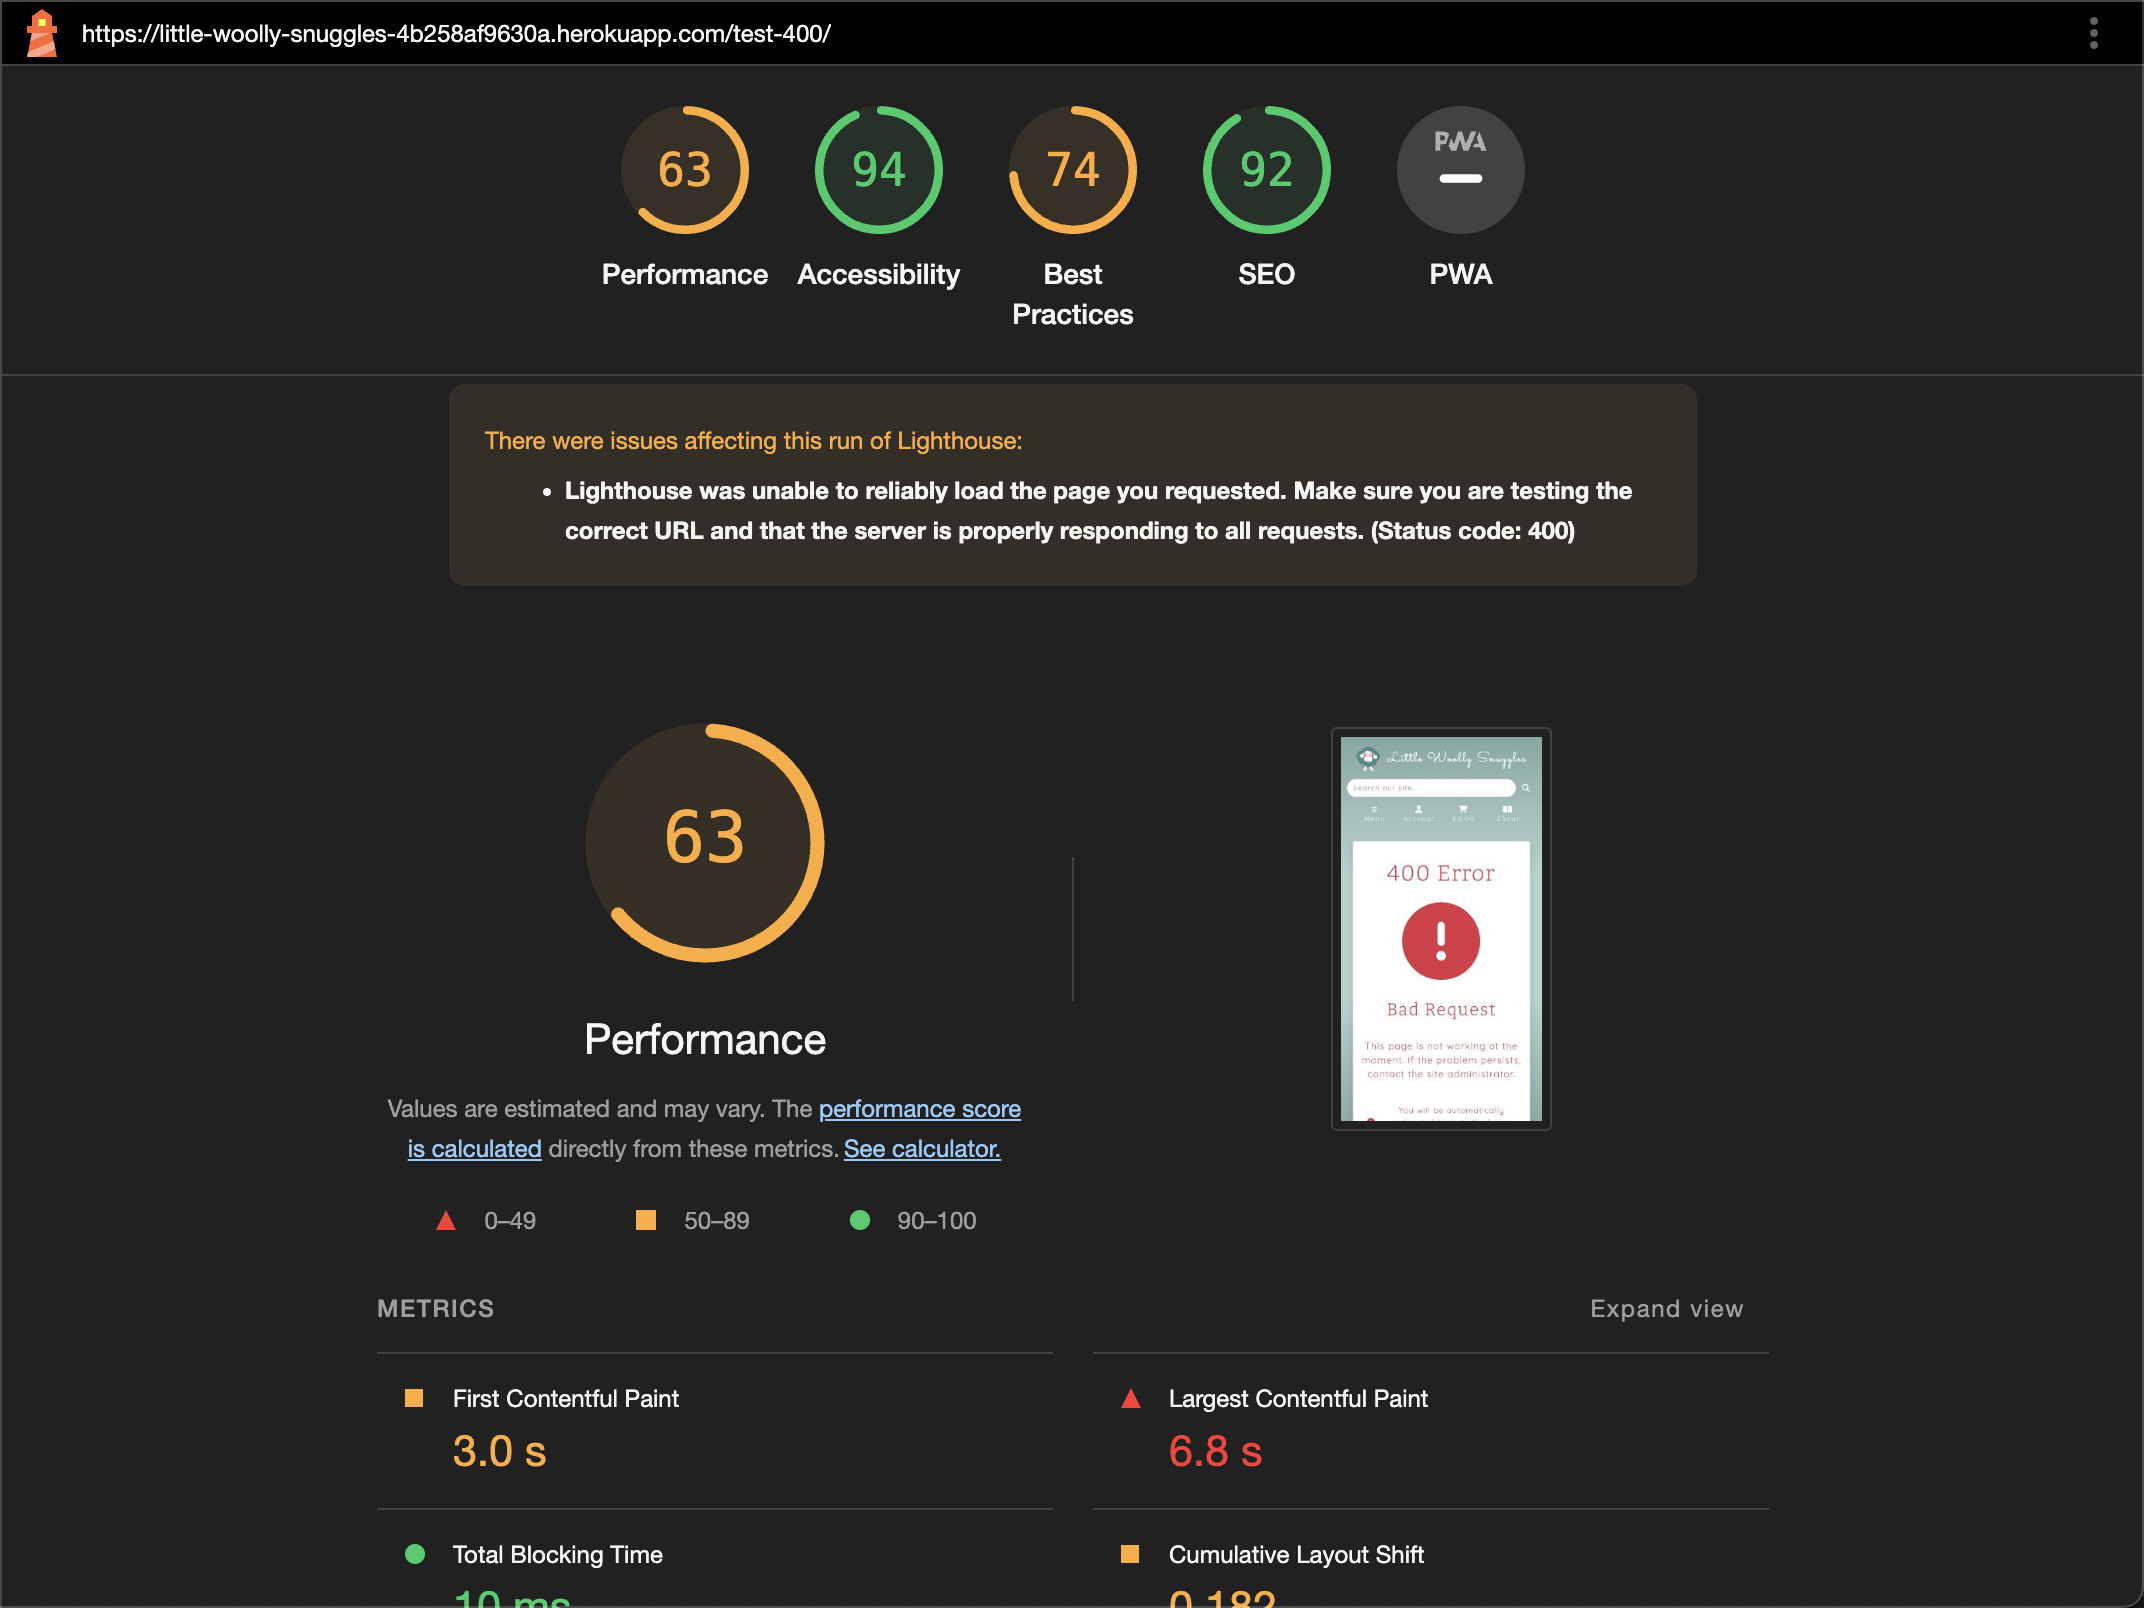 https://little-woolly-snuggles-4b258af9630a.herokuapp.com/test-400/
63
94
74
92
PWA
Performance
Accessibility
Best
Practices
SEO
PWA
There were issues affecting this run of Lighthouse:
• Lighthouse was unable to reliably load the page you requested. Make sure you are testing the
correct URL and that the server is properly responding to all requests. (Status code: 400)
63
Performance
Values are estimated and may vary. The performance score
is calculated directly from these metrics. See calculator.
0–49
50–89
90–100
Little Woolly Snuggles
Search our site...
Menu Account €0.00 About
400 Error
Bad Request
This page is not working at the
moment. If the problem persists,
contact the site administrator.
You will be automatically
METRICS
Expand view
First Contentful Paint
3.0 s
Largest Contentful Paint
6.8 s
Total Blocking Time
10 ms
Cumulative Layout Shift
0.182